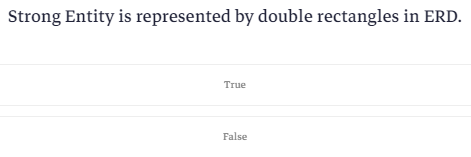 Strong Entity is represented by double rectangles in ERD.
True
False